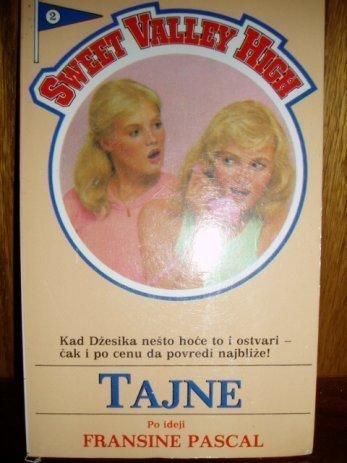 2
SWEET VALLEY HIGH
Kad Džesika nešto hoće to i ostvari –
čak i po cenu da povredi najbliže!
TAJNE
Po ideji
FRANSINE PASCAL